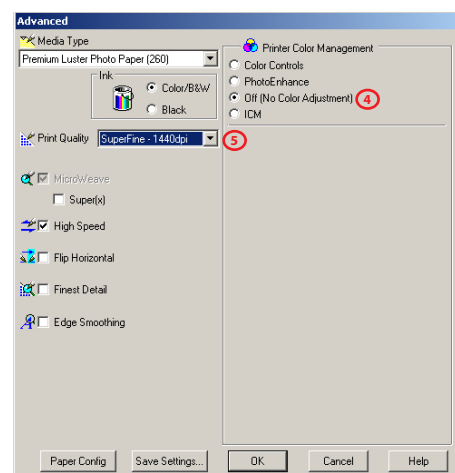 Advanced
Media Type
Premium Luster Photo Paper (260)
Ink
Color/B&W
Black
Print Quality SuperFine - 1440dpi 5
MicroWeave
Super(x)
High Speed
Flip Horizontal
Finest Detail
Edge Smoothing
Printer Color Management
Color Controls
PhotoEnhance
Off (No Color Adjustment) 4
ICM
Paper Config Save Settings... OK Cancel Help